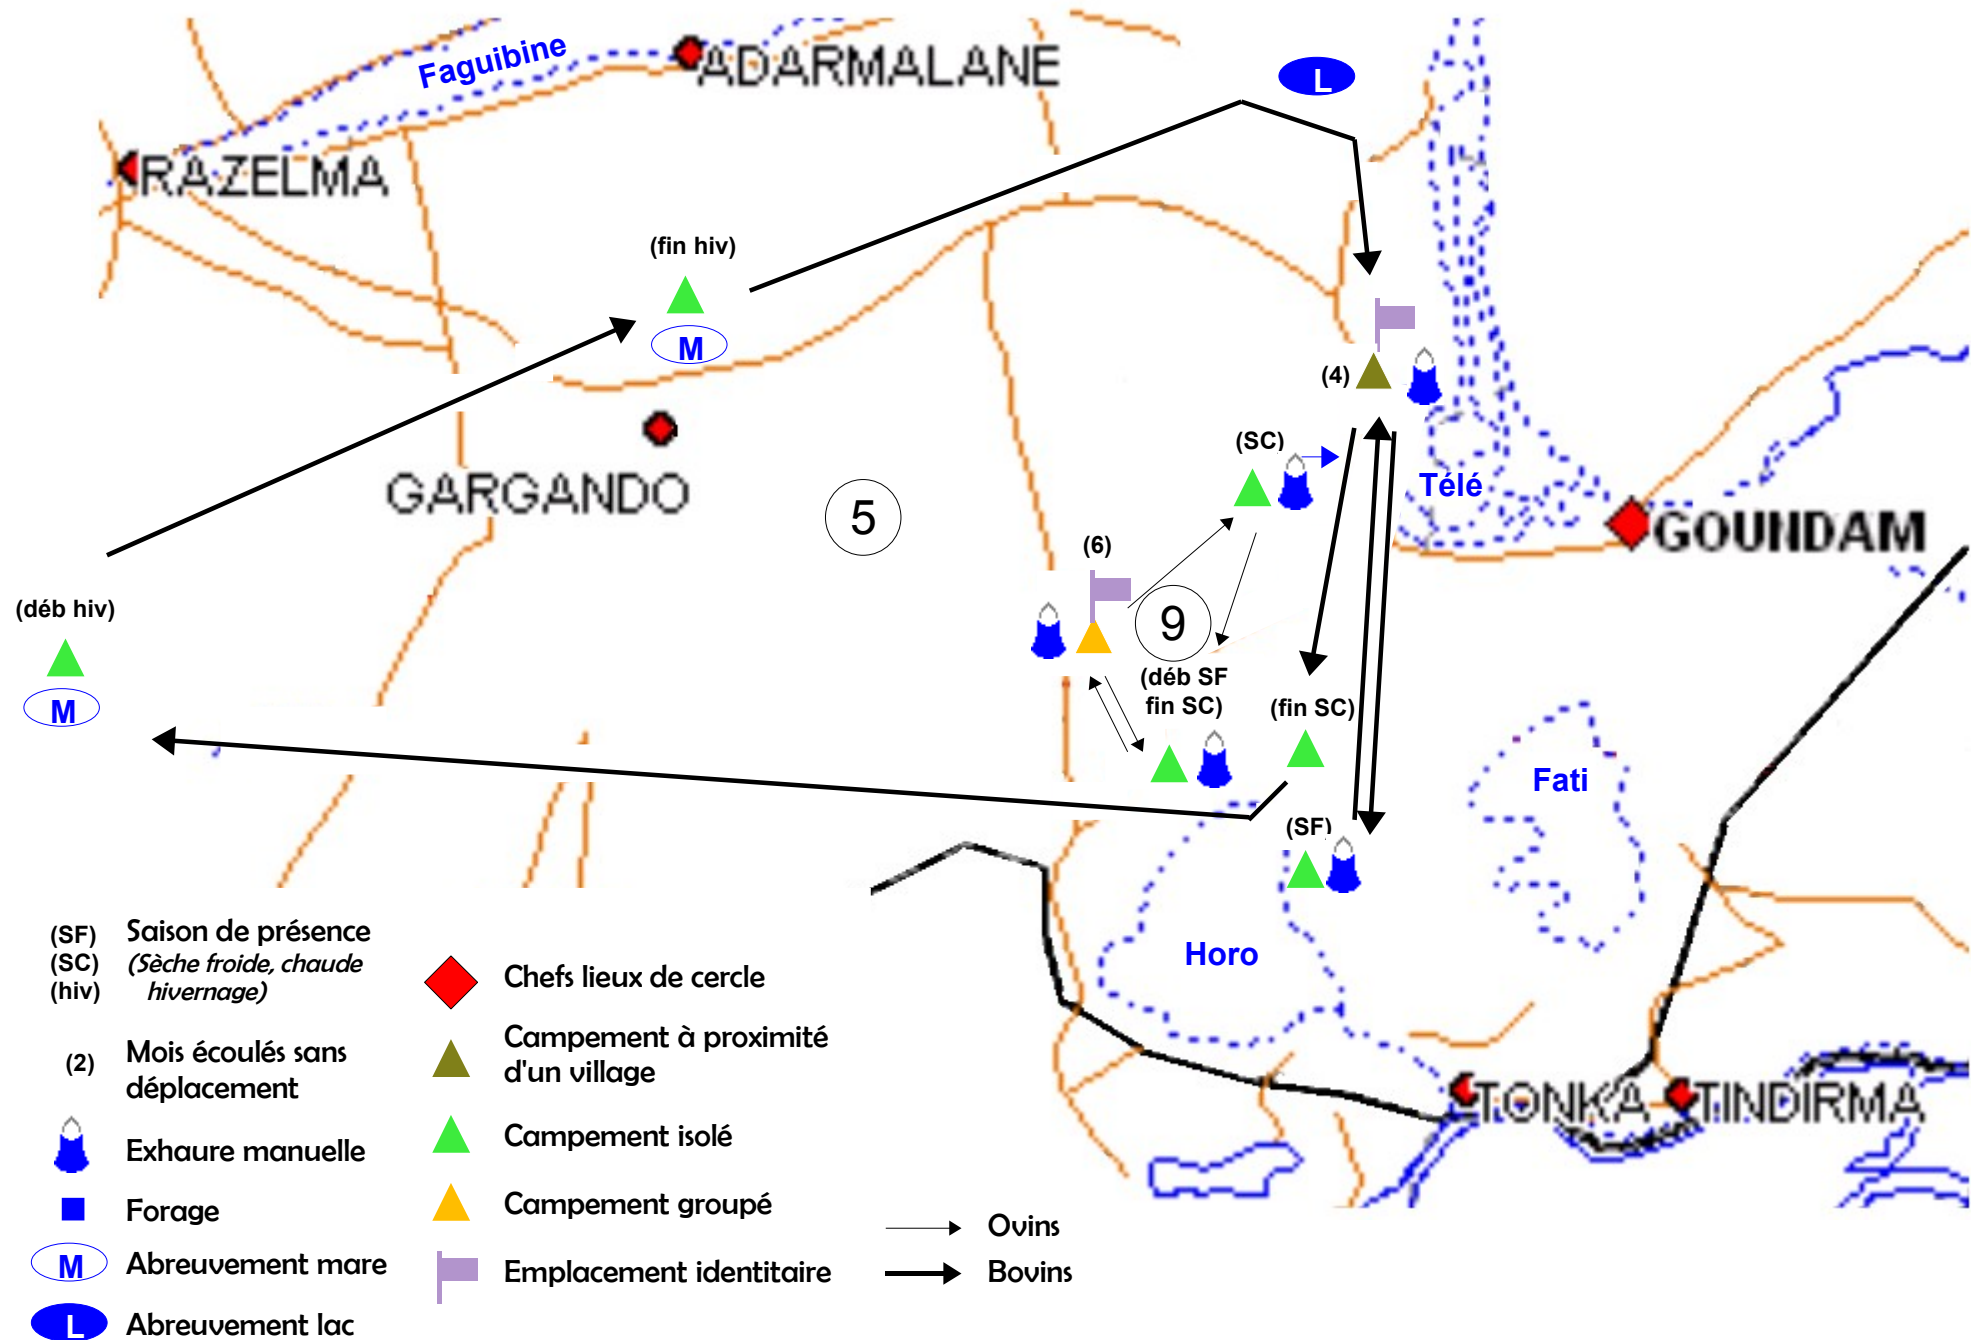 Faguibine
ADARMALANE
L
RAZELMA
(fin hiv)
M
(4)
GARGANDO
(SC)
Télé
5
GOUNDAM
(6)
(déb hiv)
9
M
(déb SF
fin SC)
(fin SC)
Fati
(SF)
Horo
TONKA
TINDIRMA
(SF) Saison de présence
(SC) (Sèche froide, chaude
(hiv) hivernage)
(2) Mois écoulés sans
déplacement
Exhaure manuelle
Forage
M Abreuvement mare
L Abreuvement lac
Chefs lieux de cercle
Campement à proximité
d'un village
Campement isolé
Campement groupé
Emplacement identitaire
Ovins
Bovins